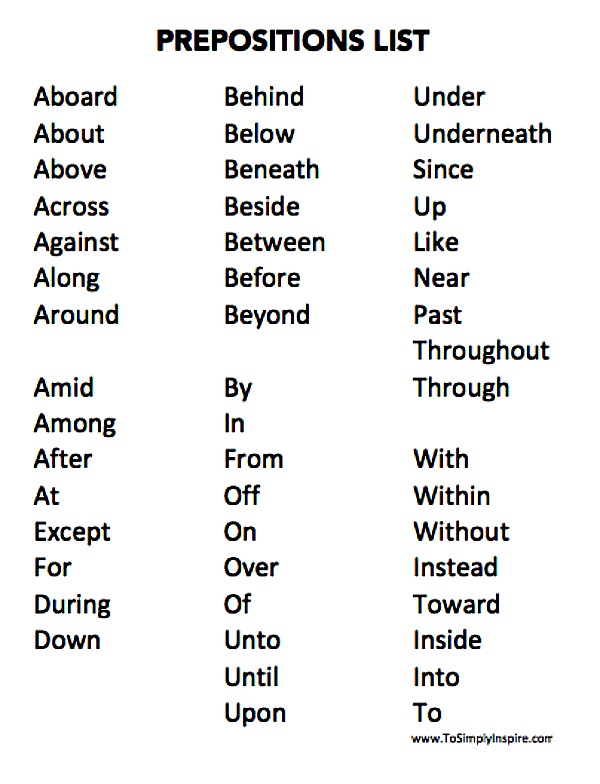 PREPOSITIONS LIST
Aboard
About
Above
Across
Against
Along
Around
Amid
Among
After
At
Except
For
During
Down
Behind
Below
Beneath
Beside
Between
Before
Beyond
By
In
From
Off
On
Over
Of
Unto
Until
Upon
Under
Underneath
Since
Up
Like
Near
Past
Throughout
Through
With
Within
Without
Instead
Toward
Inside
Into
To
www.ToSimplyInspire.com